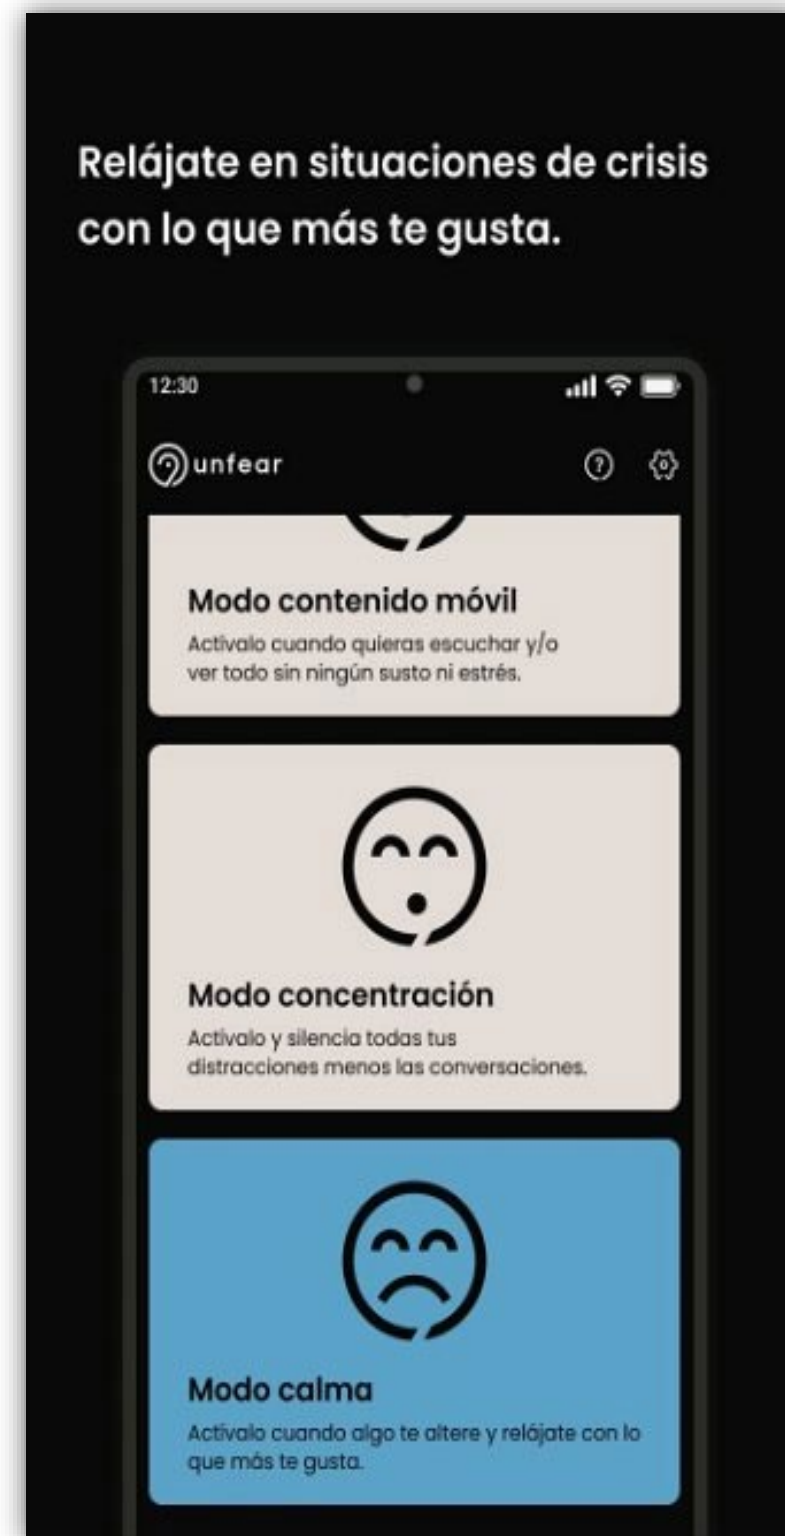 Relájate en situaciones de crisis
con lo que más te gusta.
12:30
unfear
?
Modo contenido móvil
Actívalo cuando quieras escuchar y/o
ver todo sin ningún susto ni estrés.
Modo concentración
Actívalo y silencia todas tus
distracciones menos las conversaciones.
Modo calma
Actívalo cuando algo te altere y relájate con lo
que más te gusta.